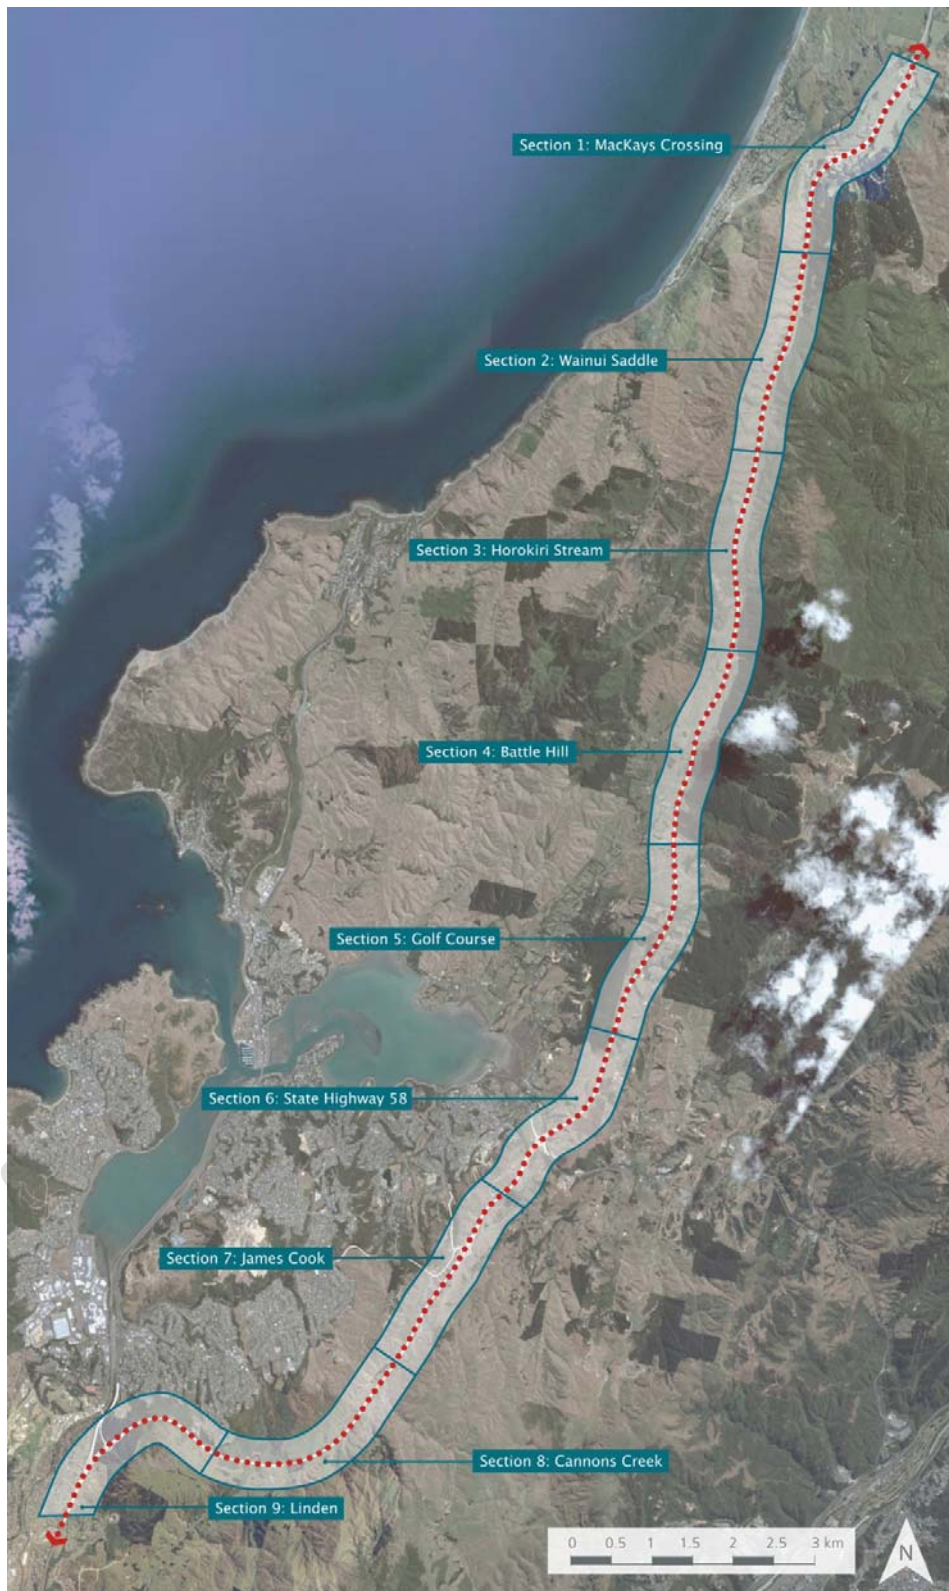 Section 1: MacKays Crossing
Section 2: Wainui Saddle
Section 3: Horokiri Stream
Section 4: Battle Hill
Section 5: Golf Course
Section 6: State Highway 58
Section 7: James Cook
Section 8: Cannons Creek
Section 9: Linden
0 0.5 1 1.5 2 2.5 3 km
N